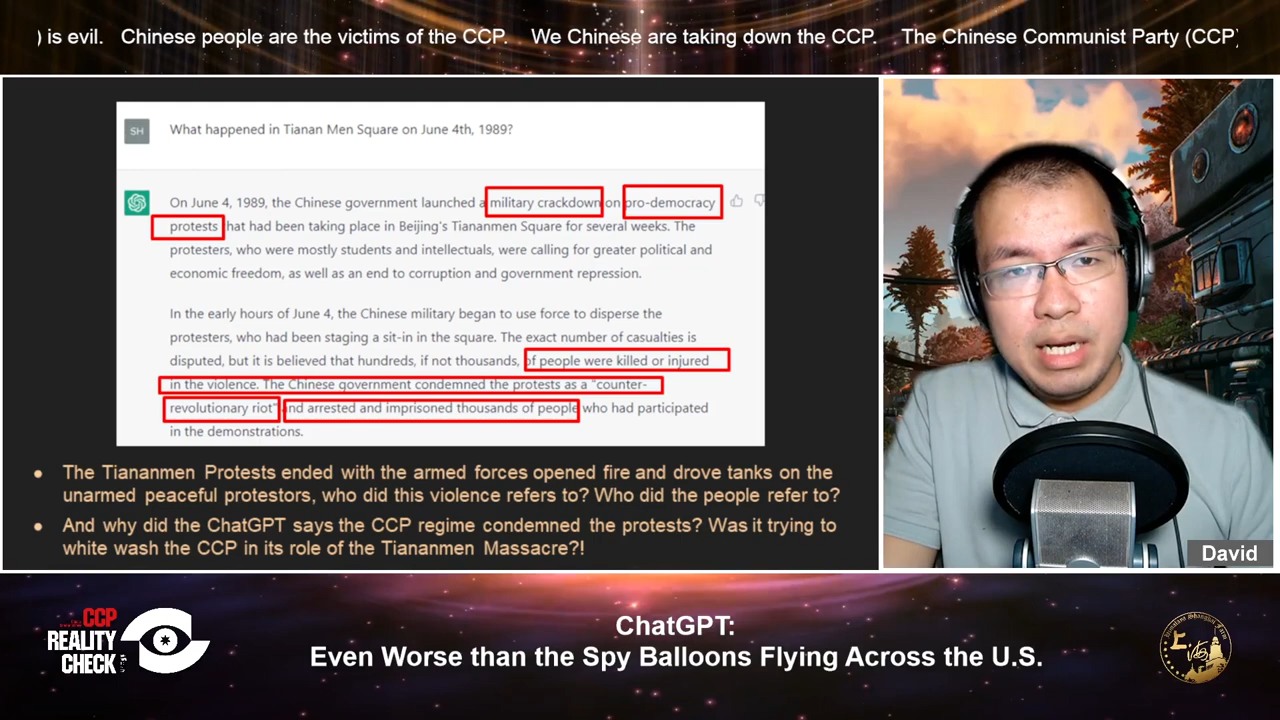 ) is evil. Chinese people are the victims of the CCP. We Chinese are taking down the CCP. The Chinese Communist Party (CCP)
SH
What happened in Tianan Men Square on June 4th, 1989?
On June 4, 1989, the Chinese government launched a military crackdown on pro-democracy
protests that had been taking place in Beijing's Tiananmen Square for several weeks. The
protesters, who were mostly students and intellectuals, were calling for greater political and
economic freedom, as well as an end to corruption and government repression.
In the early hours of June 4, the Chinese military began to use force to disperse the
protesters, who had been staging a sit-in in the square. The exact number of casualties is
disputed, but it is believed that hundreds, if not thousands, of people were killed or injured
in the violence. The Chinese government condemned the protests as a "counter-
revolutionary riot" and arrested and imprisoned thousands of people who had participated
in the demonstrations.
• The Tiananmen Protests ended with the armed forces opened fire and drove tanks on the
unarmed peaceful protestors, who did this violence refers to? Who did the people refer to?
• And why did the ChatGPT says the CCP regime condemned the protests? Was it trying to
white wash the CCP in its role of the Tiananmen Massacre?!
David
CCP
REALITY
CHECK
ChatGPT:
Even Worse than the Spy Balloons Flying Across the U.S.